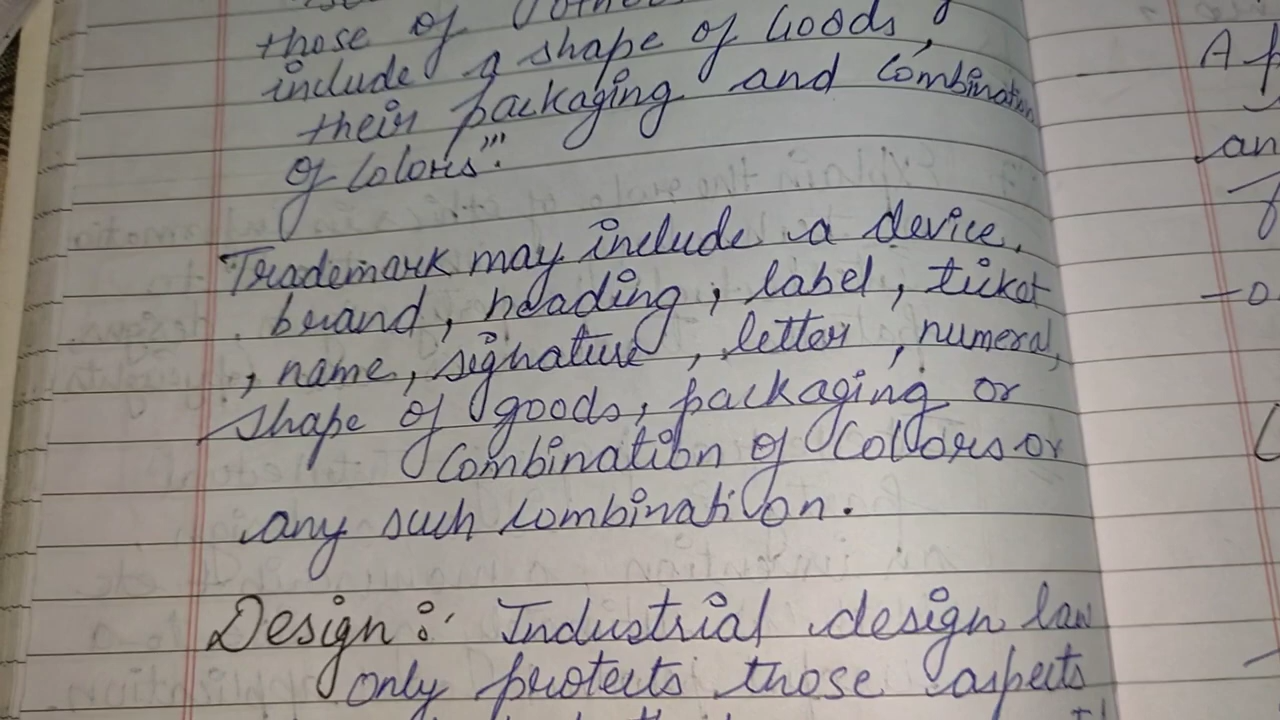 those of
include a shape of Goods,
their packaging and combination
of Colors".
Trademark may include a device,
brand, heading, label, ticket
, name, signature, letter, numeral,
shape of goods, packaging or
Combination of Collors or
any such combination.
Design: Industrial design law
only protects those aspects
A
an